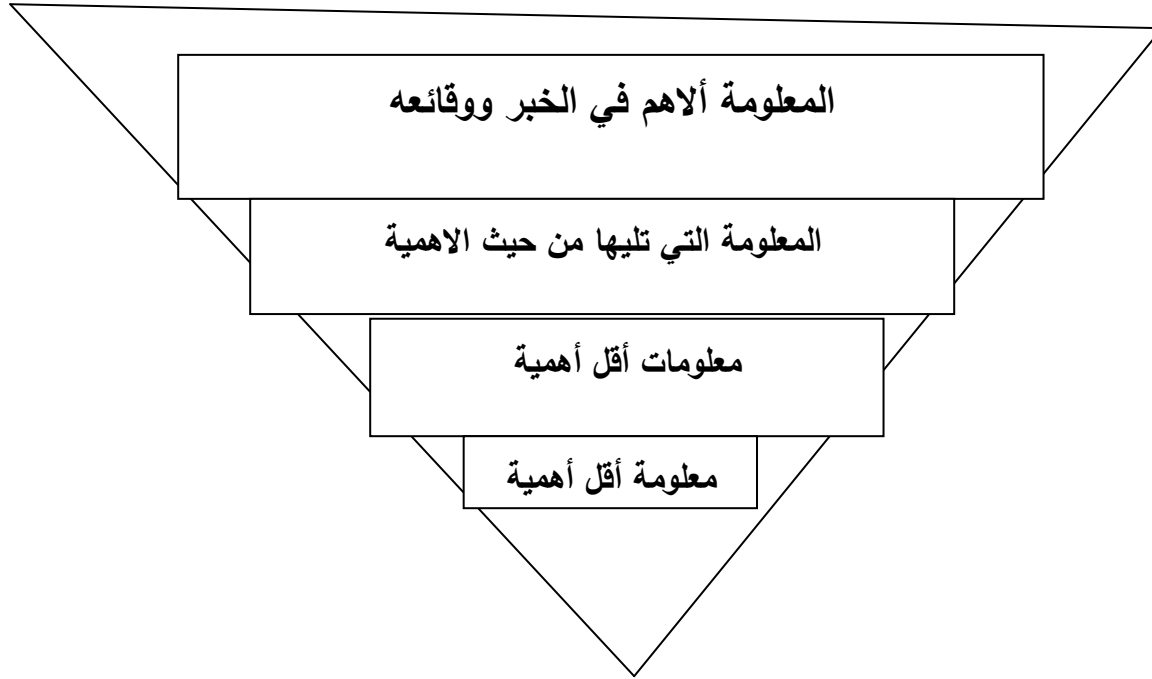 المعلومة ألاهم في الخبر ووقائعه
المعلومة التي تليها من حيث الاهمية
معلومات أقل أهمية
معلومة أقل أهمية